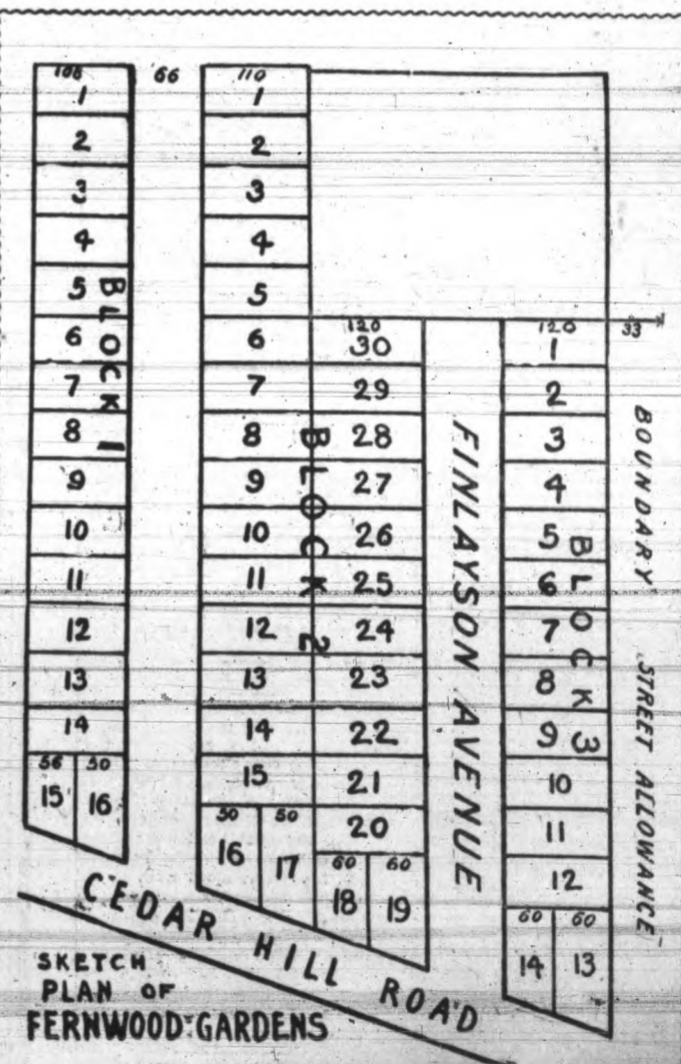 106 66 110
1 1
2 2
3 3
4 4
5 5
6 6 120 30 120 1 33
7 7 29 2
8 8 28 3
9 9 27 4
10 10 26 5
11 11 25 6
12 12 24 7
13 13 23 8
14 14 22 9
56 50 15 21 10
15 16 50 50 20 11
16 17 60 60 12
18 19 60 60
14 13
BLOCK 1
BLOCK 2
BLOCK 3
FINLAYSON AVENUE
BOUNDARY STREET ALLOWANCE
CEDAR HILL ROAD
SKETCH
PLAN OF
FERNWOOD GARDENS